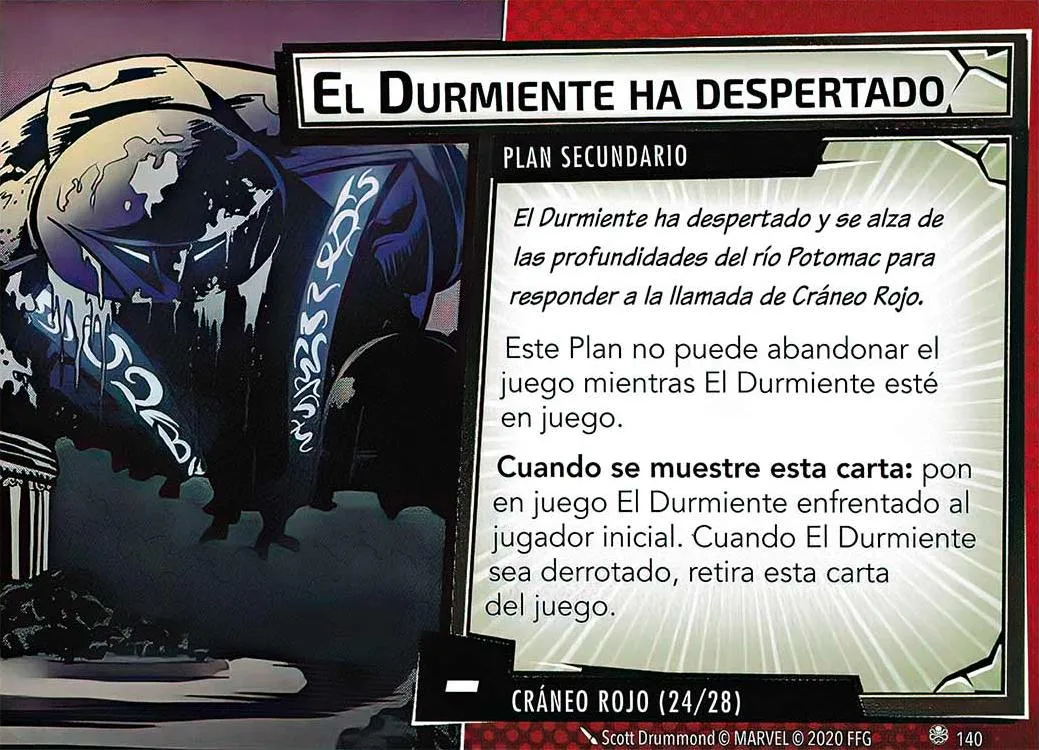 EL DURMIENTE HA DESPERTADO
PLAN SECUNDARIO
El Durmiente ha despertado y se alza de
las profundidades del río Potomac para
responder a la llamada de Cráneo Rojo.
Este Plan no puede abandonar el
juego mientras El Durmiente esté
en juego.
Cuando se muestre esta carta: pon
en juego El Durmiente enfrentado al
jugador inicial. Cuando El Durmiente
sea derrotado, retira esta carta
del juego.
–
CRÁNEO ROJO (24/28)
Scott Drummond © MARVEL © 2020 FFG 140